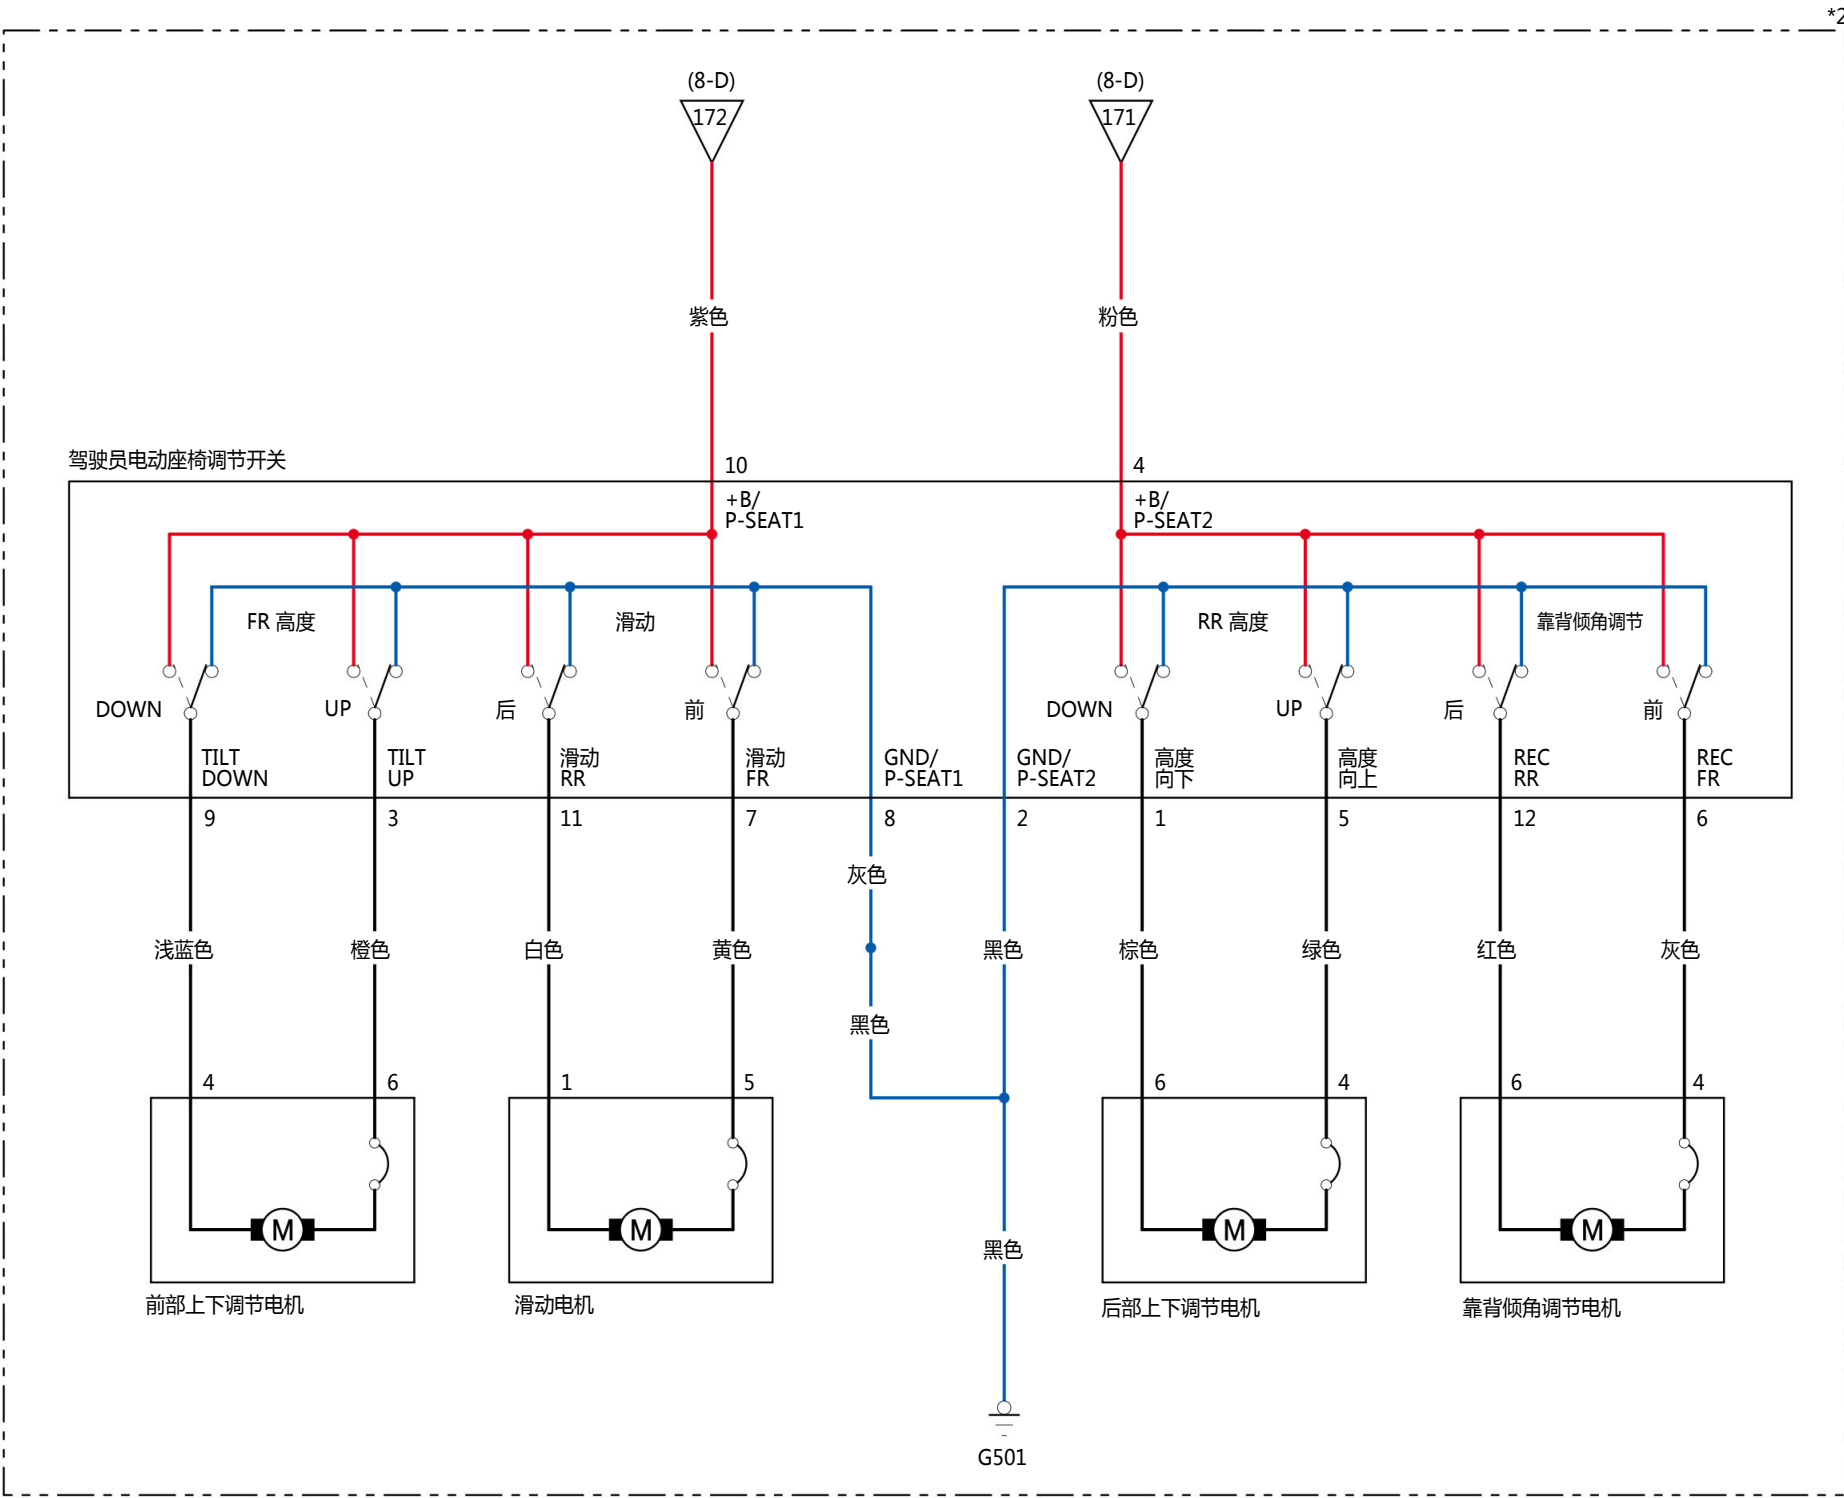 *2
(8-D)
172
(8-D)
171
紫色
粉色
驾驶员电动座椅调节开关
10
4
+B/
P-SEAT1
+B/
P-SEAT2
FR 高度
滑动
RR 高度
靠背倾角调节
DOWN
UP
后
前
DOWN
UP
后
前
TILT
DOWN
TILT
UP
滑动
RR
滑动
FR
GND/
P-SEAT1
GND/
P-SEAT2
高度
向下
高度
向上
REC
RR
REC
FR
9
3
11
7
8
2
1
5
12
6
灰色
浅蓝色
橙色
白色
黄色
黑色
棕色
绿色
红色
灰色
黑色
4
6
1
5
6
4
6
4
M
M
M
M
黑色
前部上下调节电机
滑动电机
后部上下调节电机
靠背倾角调节电机
G501